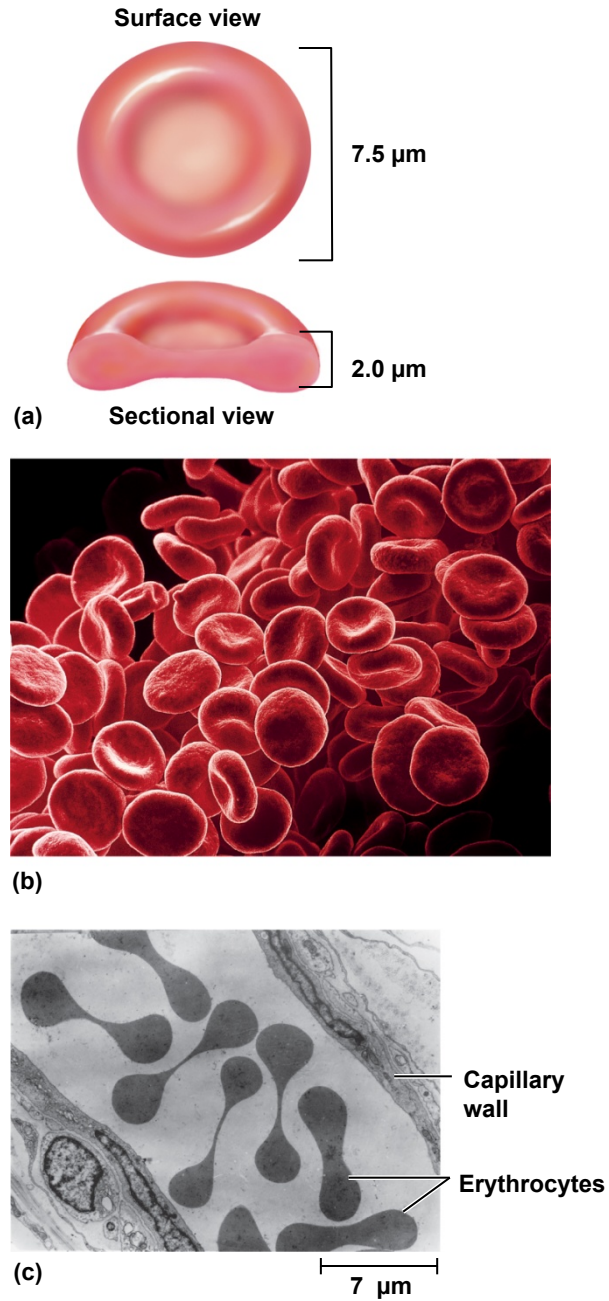 Surface view
7.5 µm
2.0 µm
(a)
Sectional view
(b)
Capillary
wall
Erythrocytes
(c)
7 µm